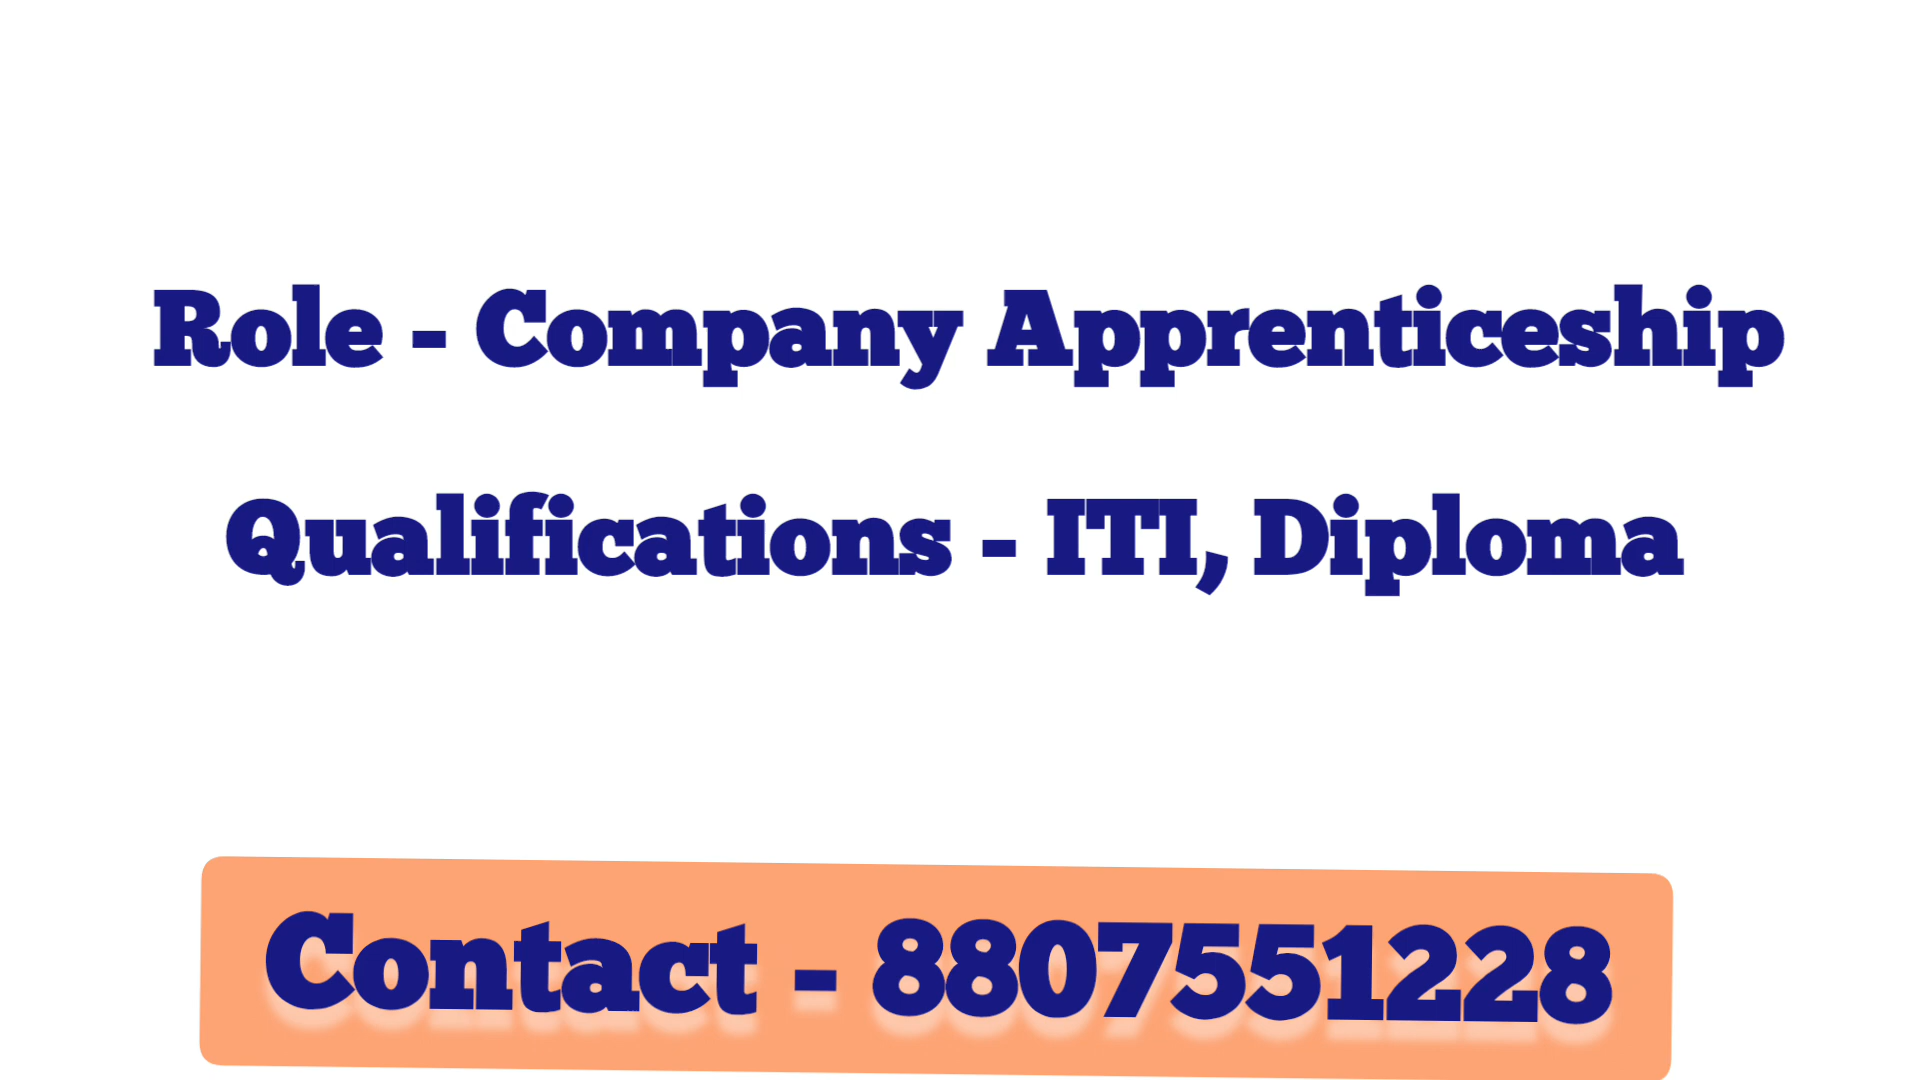 Role - Company Apprenticeship
Qualifications - ITI, Diploma
Contact - 8807551228